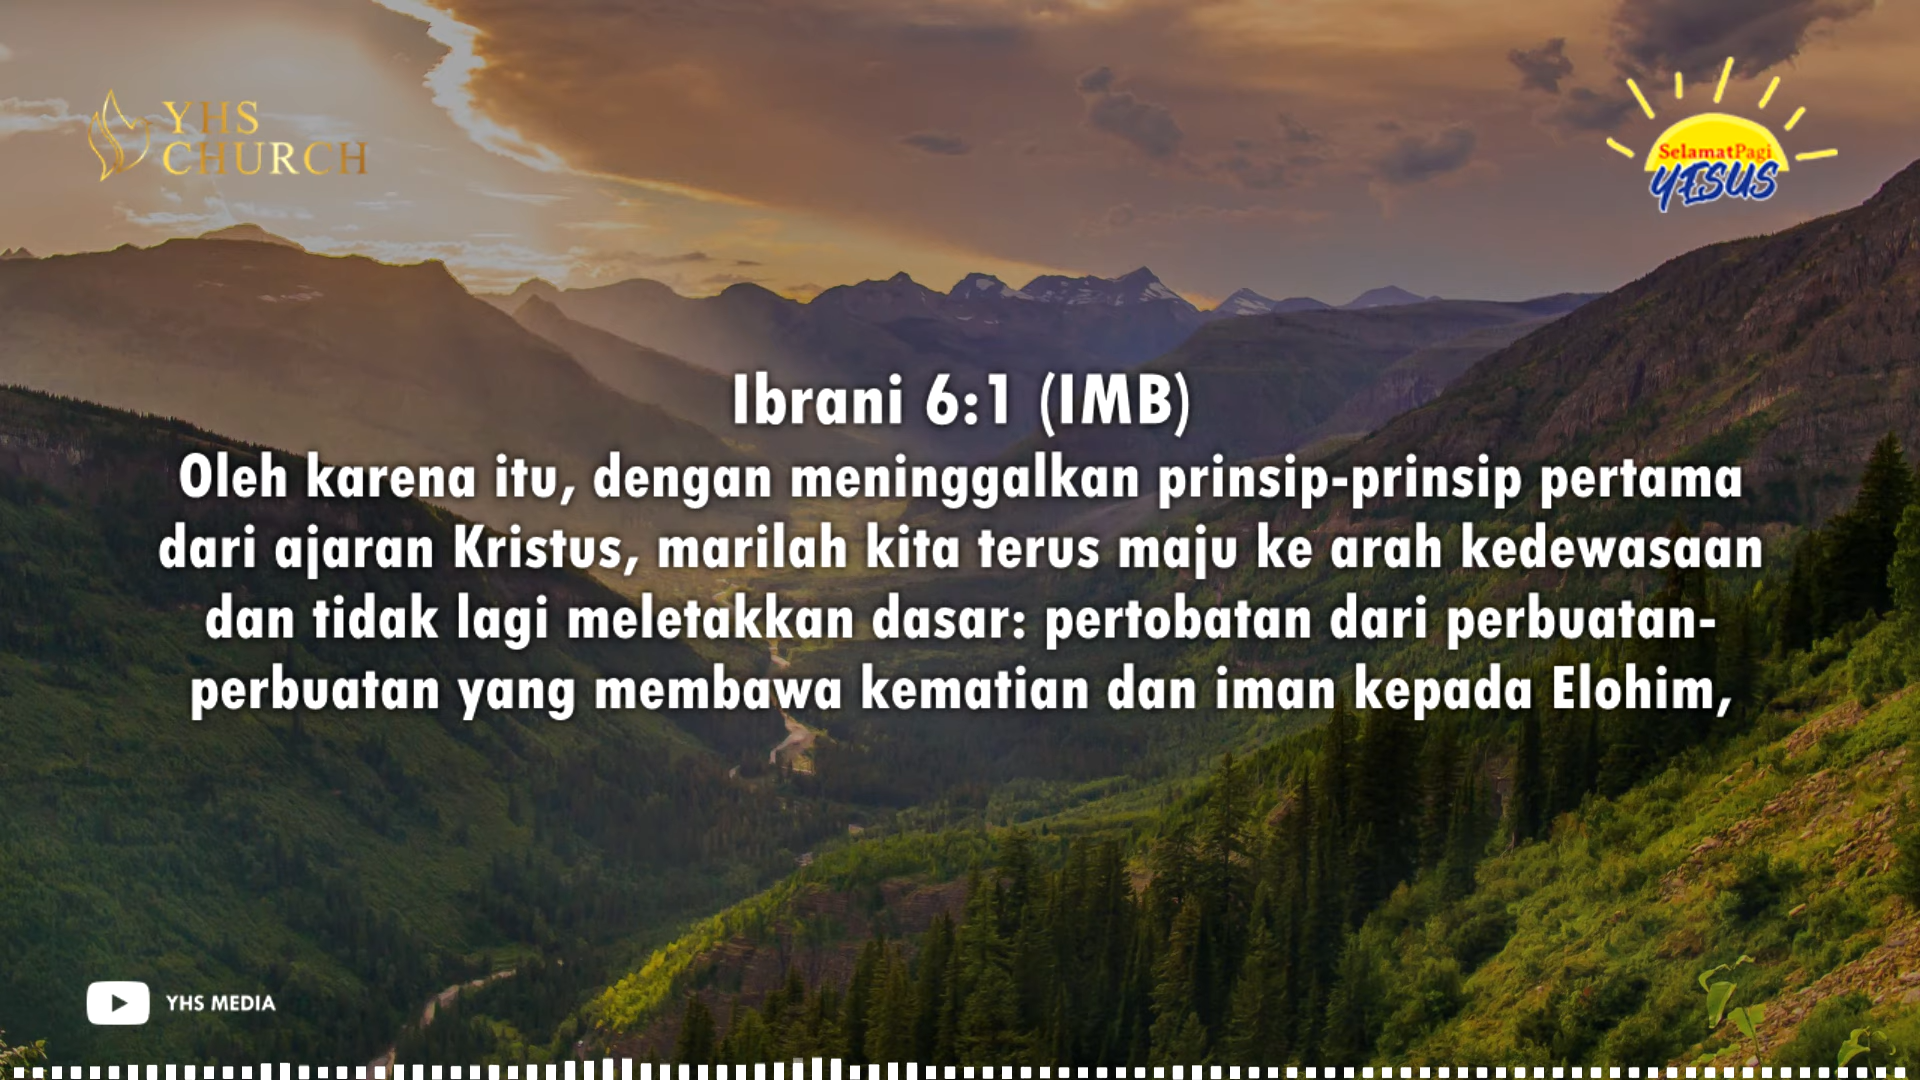 YHS
CHURCH
SelamatPagi
YESUS
Ibrani 6:1 (IMB)
Oleh karena itu, dengan meninggalkan prinsip-prinsip pertama
dari ajaran Kristus, marilah kita terus maju ke arah kedewasaan
dan tidak lagi meletakkan dasar: pertobatan dari perbuatan-
perbuatan yang membawa kematian dan iman kepada Elohim,
YHS MEDIA